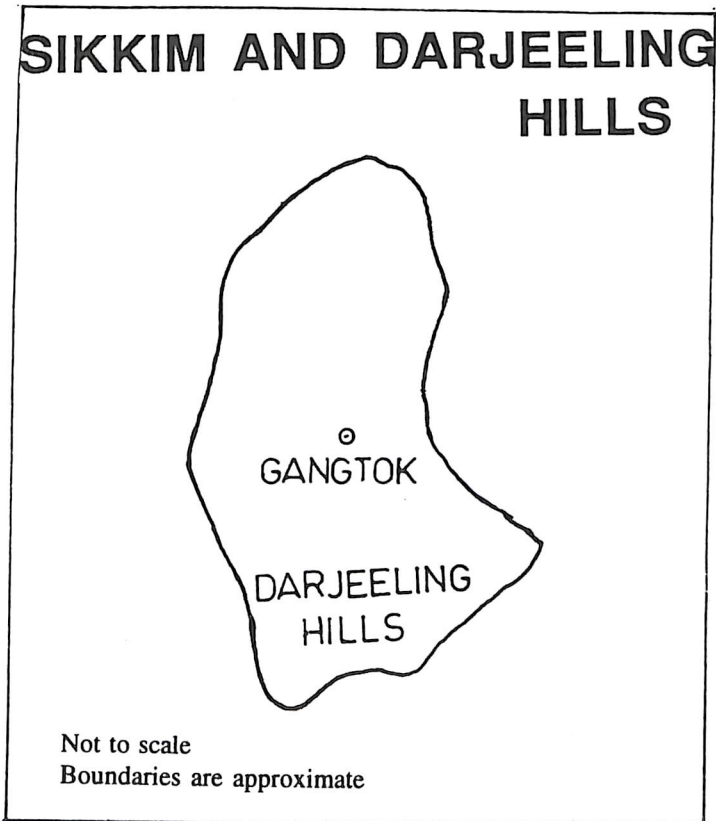 SIKKIM AND DARJEELING
HILLS
GANGTOK
DARJEELING
HILLS
Not to scale
Boundaries are approximate